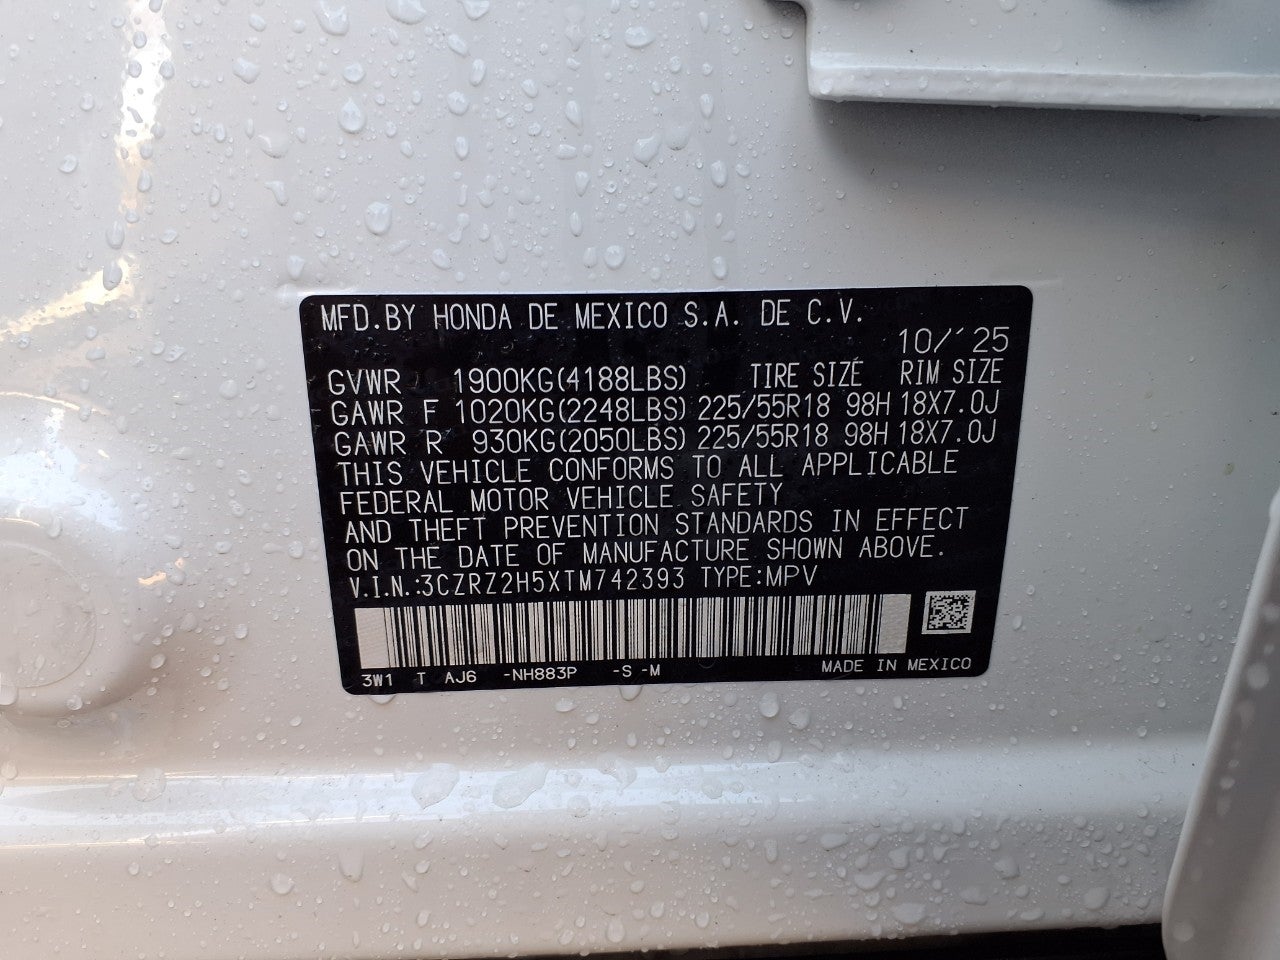 MFD.BY HONDA DE MEXICO S.A. DE C.V.
10/'25
GVWR 1900KG(4188LBS) TIRE SIZE RIM SIZE
GAWR F 1020KG(2248LBS) 225/55R18 98H 18X7.0J
GAWR R 930KG(2050LBS) 225/55R18 98H 18X7.0J
THIS VEHICLE CONFORMS TO ALL APPLICABLE
FEDERAL MOTOR VEHICLE SAFETY
AND THEFT PREVENTION STANDARDS IN EFFECT
ON THE DATE OF MANUFACTURE SHOWN ABOVE.
V.I.N.:3CZRZ2H5XTM742393 TYPE:MPV
3W1 T AJ6 -NH883P -S -M MADE IN MEXICO